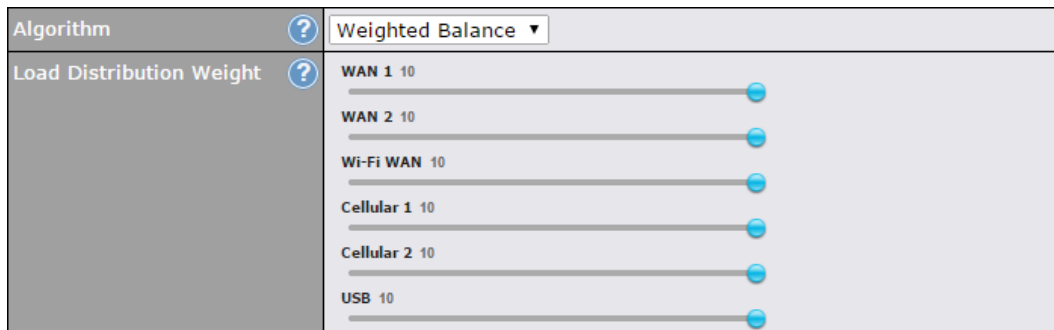 Algorithm ? Weighted Balance ▼
Load Distribution Weight ? WAN 1 10
WAN 2 10
Wi-Fi WAN 10
Cellular 1 10
Cellular 2 10
USB 10